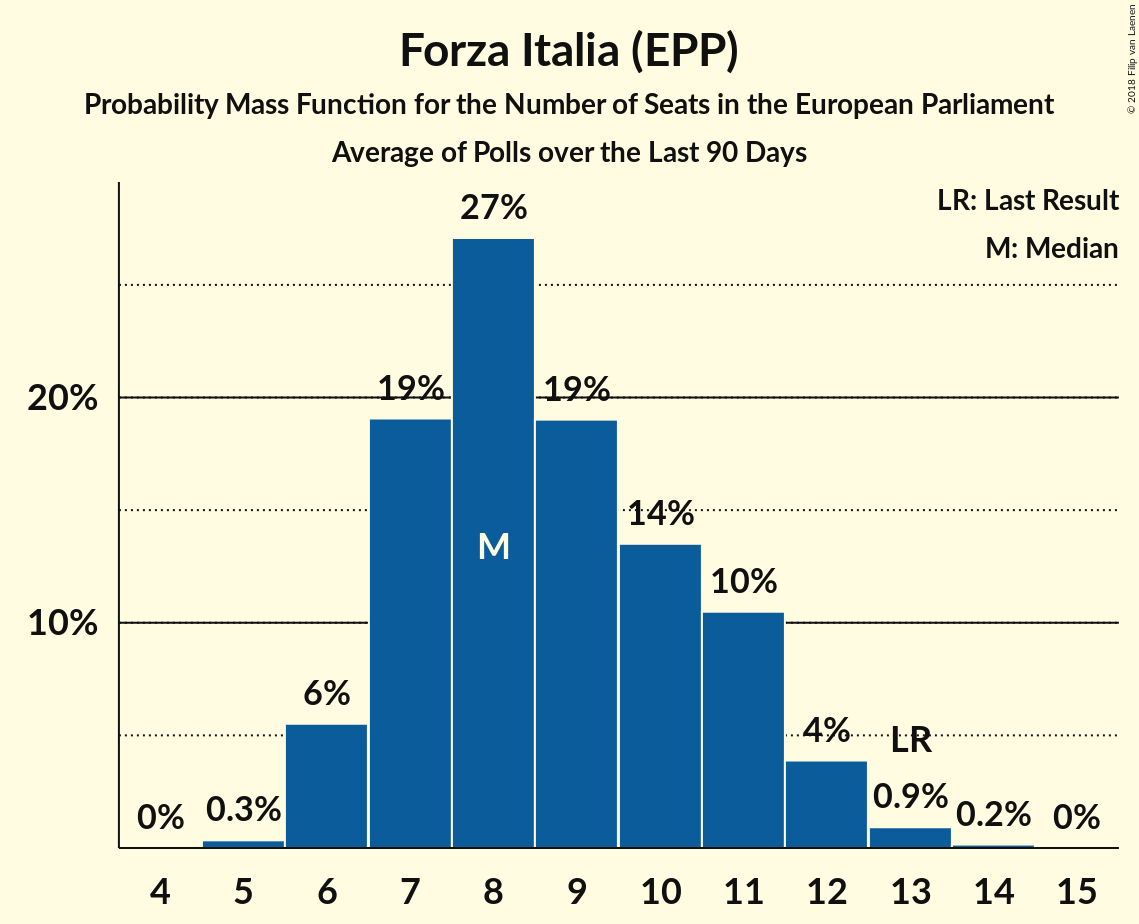 Forza Italia (EPP)
Probability Mass Function for the Number of Seats in the European Parliament
Average of Polls over the Last 90 Days
© 2018 Filip van Laenen
LR: Last Result
M: Median
27%
19%
19%
20%
14%
M
10%
10%
6%
4%
LR
0%
0.3%
0.9%
0.2%
0%
4 5 6 7 8 9 10 11 12 13 14 15